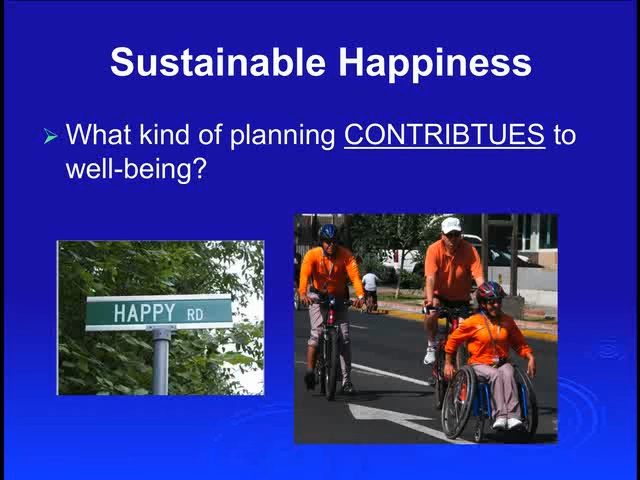 Sustainable Happiness
What kind of planning CONTRIBTUES to
well-being?
HAPPY RD